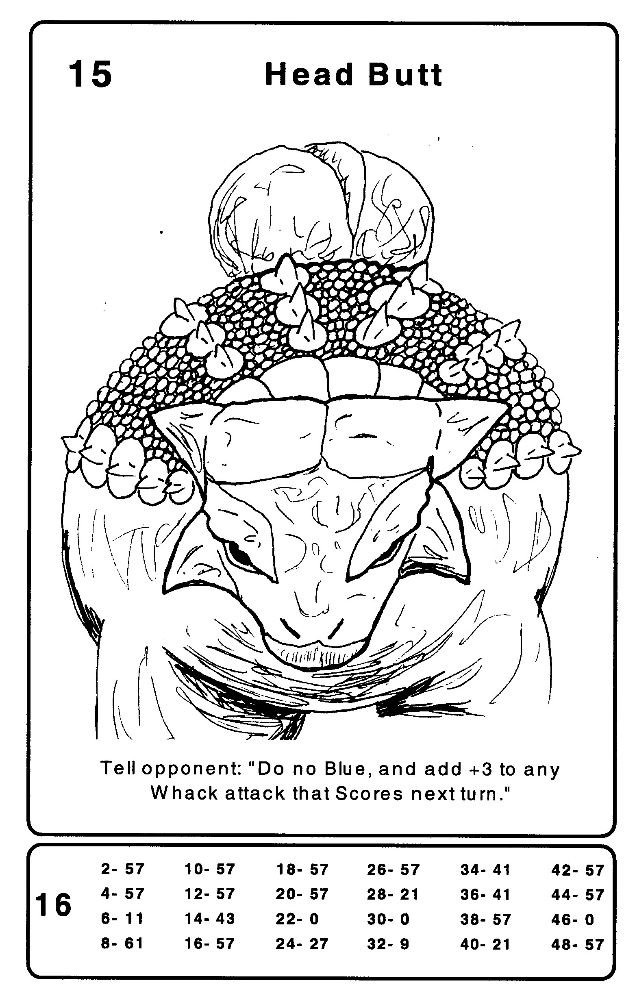 15 Head Butt
Tell opponent: "Do no Blue, and add +3 to any
Whack attack that Scores next turn."
16
2- 57 10- 57 18- 57 26- 57 34- 41 42- 57
4- 57 12- 57 20- 57 28- 21 36- 41 44- 57
6- 11 14- 43 22- 0 30- 0 38- 57 46- 0
8- 61 16- 57 24- 27 32- 9 40- 21 48- 57